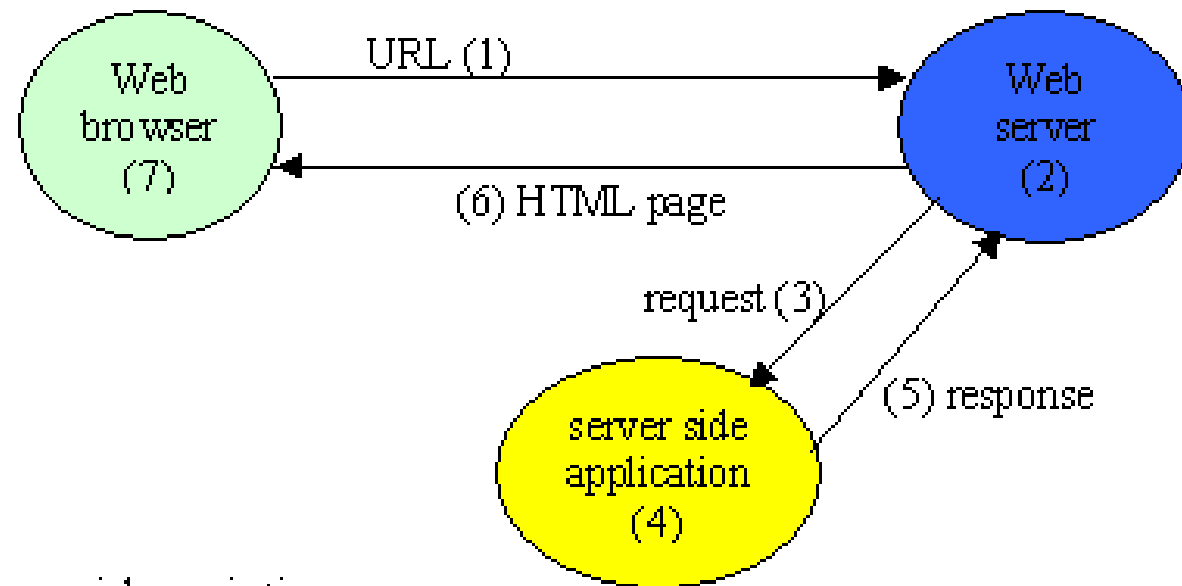 URL (1)
Web
browser
(7)
Web
server
(2)
(6) HTML page
request (3)
(5) response
server side
application
(4)